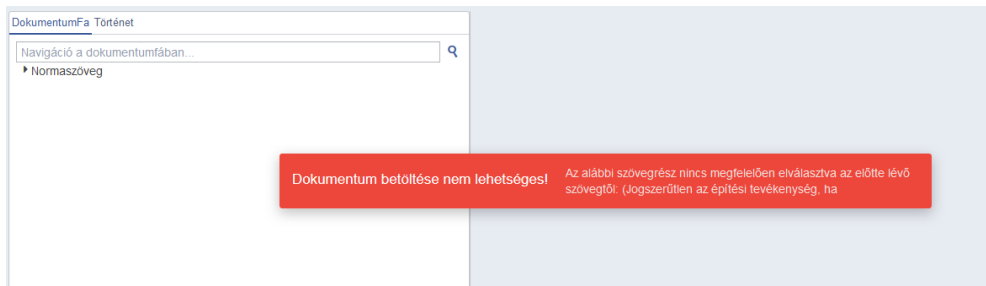 DokumentumFa Történet
Navigáció a dokumentumfában...
Normaszöveg
Dokumentum betöltése nem lehetséges!
Az alábbi szövegrész nincs megfelelően elválasztva az előtte lévő
szövegtől: (Jogszerűtlen az építési tevékenység, ha